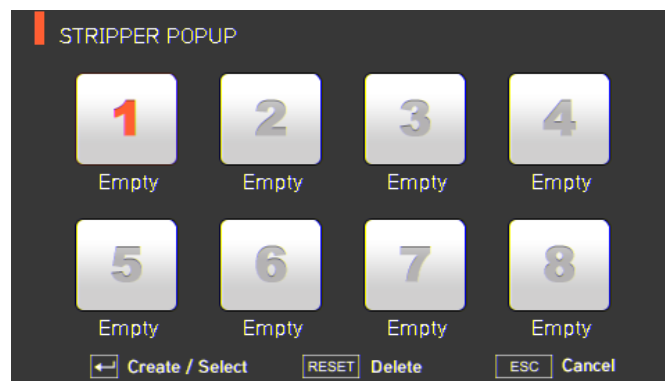 STRIPPER POPUP
1 2 3 4
Empty Empty Empty Empty
5 6 7 8
Empty Empty Empty Empty
Create / Select RESET Delete ESC Cancel